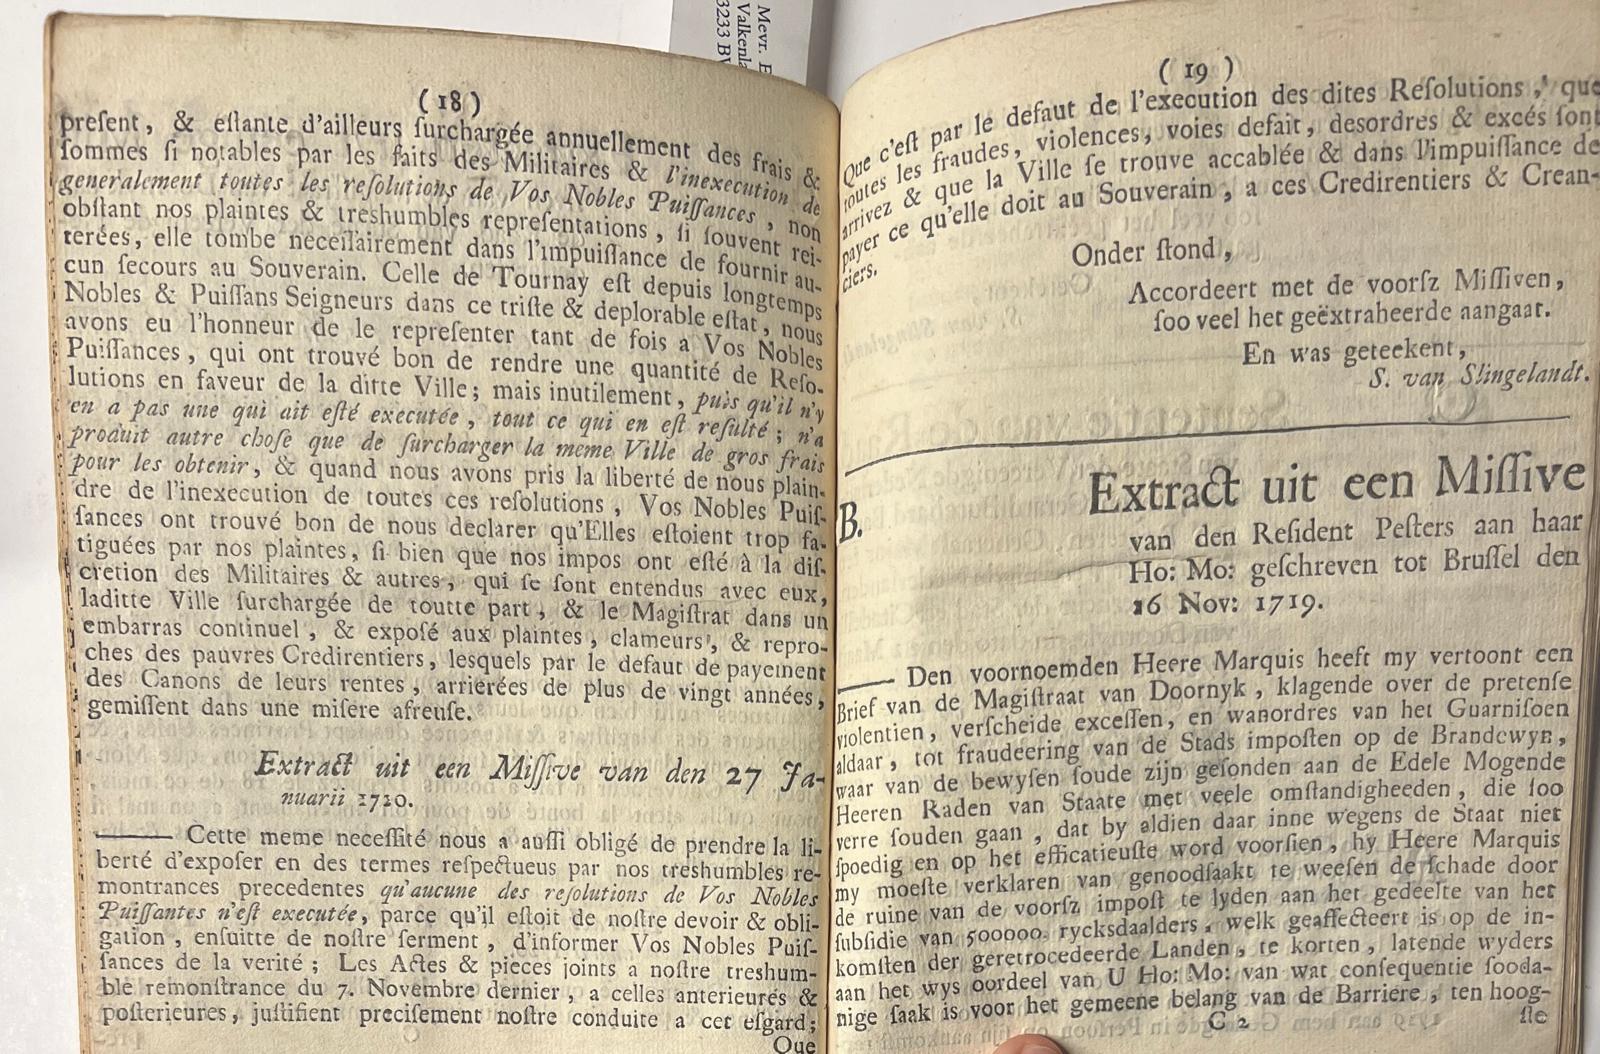 Mevr. E
Valkenla
3233 BV
( 18 )
preſent, & eſtante d'ailleurs ſurchargée annuellement des frais &
ſommes ſi notables par les faits des Militaires & l'inexecution de
generalement toutes les reſolutions de Vos Nobles Puiſſances, non
obſtant nos plaintes & treshumbles repreſentations, ſi ſouvent rei-
terées, elle tombe neceſſairement dans l'impuiſſance de fournir au-
cun ſecours au Souverain. Celle de Tournay eſt depuis longtemps
Nobles & Puiſſans Seigneurs dans ce triſte & deplorable eſtat, nous
avons eu l'honneur de le repreſenter tant de fois a Vos Nobles
Puiſſances, qui ont trouvé bon de rendre une quantité de Reſo-
lutions en faveur de la ditte Ville; mais inutilement, puis qu'il n'y
en a pas une qui ait eſté executée, tout ce qui en eſt reſulté; n'a
produit autre choſe que de ſurcharger la meme Ville de gros frais
pour les obtenir, & quand nous avons pris la liberté de nous plain-
dre de l'inexecution de toutes ces reſolutions, Vos Nobles Puiſ-
ſances ont trouvé bon de nous declarer qu'Elles eſtoient trop fa-
tiguées par nos plaintes, ſi bien que nos impos ont eſté à la diſ-
cretion des Militaires & autres, qui ſe ſont entendus avec eux,
laditte Ville ſurchargée de toutte part, & le Magiſtrat dans un
embarras continuel, & expoſé aux plaintes, clameurs, & repro-
ches des pauvres Credirentiers, lesquels par le defaut de payement
des Canons de leurs rentes, arrierées de plus de vingt années,
gemiſſent dans une miſere afreuſe.
Extract uit een Miſſive van den 27 Ja-
nuarii 1720.
—— Cette meme neceſſité nous a auſſi obligé de prendre la li-
berté d'expoſer en des termes reſpectueus par nos treshumbles re-
montrances precedentes qu'aucune des reſolutions de Vos Nobles
Puiſſantes n'eſt executée, parce qu'il eſtoit de noſtre devoir & obli-
gation, enſuitte de noſtre ſerment, d'informer Vos Nobles Puiſ-
ſances de la verité; Les Actes & pieces joints a noſtre treshum-
ble remonſtrance du 7. Novembre dernier, a celles anterieures &
poſterieures, juſtifient preciſement noſtre conduite a cet eſgard;
Que
( 19 )
Que c'eſt par le defaut de l'execution des dites Reſolutions, que
toutes les fraudes, violences, voies defait, desordres & excés ſont
arrivez & que la Ville ſe trouve accablée & dans l'impuiſſance de
payer ce qu'elle doit au Souverain, a ces Credirentiers & Crean-
ciers.
Onder ſtond,
Accordeert met de voorſz Miſſiven,
ſoo veel het geëxtraheerde aangaat.
En was geteekent,
S. van Slingelandt.
B.
Extract uit een Miſſive
van den Reſident Peſters aan haar
Ho: Mo: geſchreven tot Bruſſel den
16 Nov: 1719.
—— Den voornoemden Heere Marquis heeft my vertoont een
Brief van de Magiſtraat van Doornyk, klagende over de pretenſe
violentien, verſcheide exceſſen, en wanordres van het Guarniſoen
aldaar, tot fraudeering van de Stads impoſten op de Brandewyn,
waar van de bewyſen ſoude zijn geſonden aan de Edele Mogende
Heeren Raden van Staate met veele omſtandigheeden, die ſoo
verre ſouden gaan, dat by aldien daar inne wegens de Staat niet
ſpoedig en op het efficatieuſte word voorſien, hy Heere Marquis
my moeſte verklaren van genoodſaakt te weeſen de ſchade door
de ruine van de voorſz impoſt te lyden aan het gedeelte van het
ſubſidie van 500000 rycksdaalders, welk geaffecteert is op de in-
komſten der geretrocedeerde Landen, te korten, latende wyders
aan het wys oordeel van U Ho: Mo: van wat conſequentie ſooda-
nige ſaak is voor het gemeene belang van de Barriere, ten hoog-
C 2
ſte